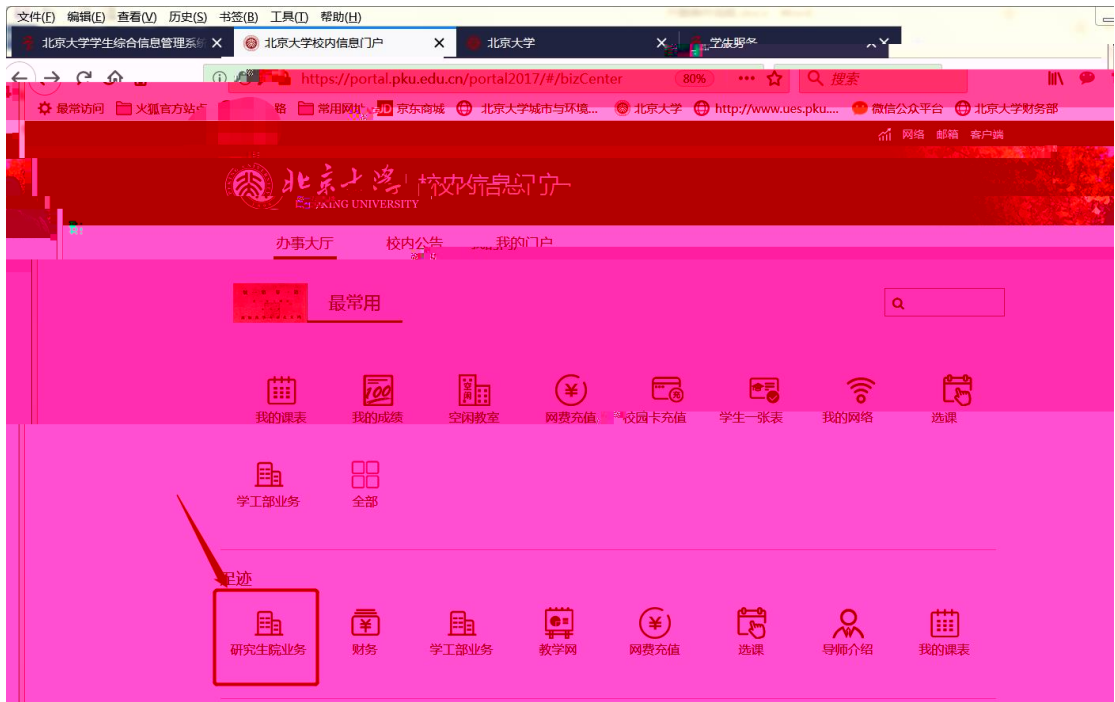 文件(F) 编辑(E) 查看(V) 历史(S) 书签(B) 工具(T) 帮助(H)
北京大学学生综合信息管理系统 北京大学校内信息门户 北京大学
https://portal.pku.edu.cn/portal2017/#/bizCenter 80% 搜索
最常访问 火狐官方站点 常用网址 JD 京东商城 北京大学城市与环境... 北京大学 http://www.ues.pku.... 微信公众平台 北京大学财务部
网络 邮箱 客户端
北京大学 校内信息门户
PEKING UNIVERSITY
办事大厅 校内公告 我的门户
最常用
100 空闲
我的课表 我的成绩 空闲教室 网费充值 校园卡充值 学生一张表 我的网络 选课
学工部业务 全部
足迹
研究生院业务 财务 学工部业务 教学网 网费充值 选课 导师介绍 我的课表